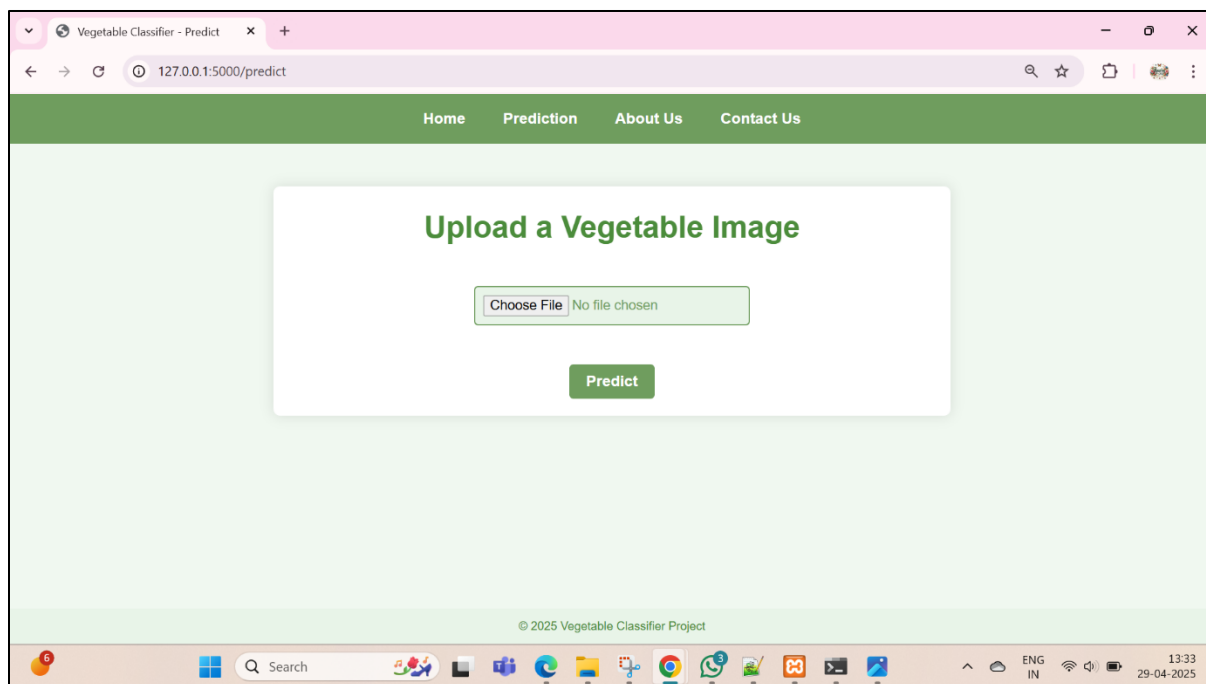 Vegetable Classifier - Predict
127.0.0.1:5000/predict
Home Prediction About Us Contact Us
Upload a Vegetable Image
Choose File No file chosen
Predict
© 2025 Vegetable Classifier Project
6
Search
3
ENG
IN
13:33
29-04-2025